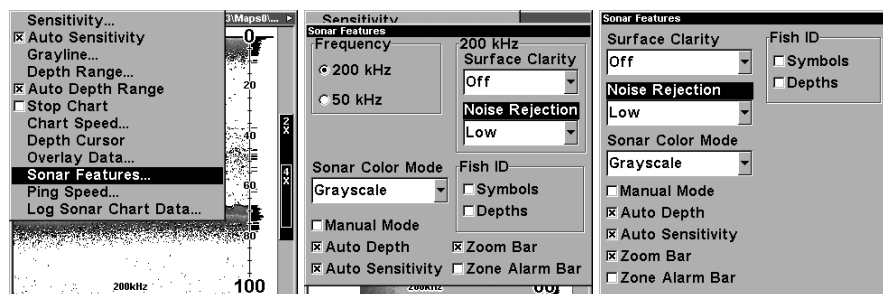 Sensitivity...
Auto Sensitivity
Grayline...
Depth Range...
Auto Depth Range
Stop Chart
Chart Speed...
Depth Cursor
Overlay Data...
Sonar Features...
Ping Speed...
Log Sonar Chart Data...
3\Maps0\...
0
20
40
60
80
100
2X
4X
200kHz
Sensitivity
Sonar Features
Frequency
200 kHz
50 kHz
200 kHz
Surface Clarity
Off
Noise Rejection
Low
Sonar Color Mode
Grayscale
Fish ID
Symbols
Depths
Manual Mode
Auto Depth
Zoom Bar
Auto Sensitivity
Zone Alarm Bar
200kHz
Sonar Features
Surface Clarity
Off
Noise Rejection
Low
Sonar Color Mode
Grayscale
Fish ID
Symbols
Depths
Manual Mode
Auto Depth
Auto Sensitivity
Zoom Bar
Zone Alarm Bar